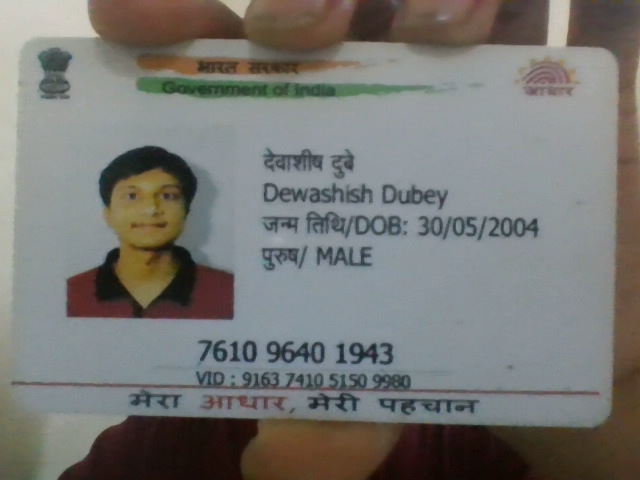 भारत सरकार
Government of India
आधार
देवाशीष दुबे
Dewashish Dubey
जन्म तिथि/DOB: 30/05/2004
पुरुष/ MALE
7610 9640 1943
VID : 9163 7410 5150 9980
मेरा आधार, मेरी पहचान